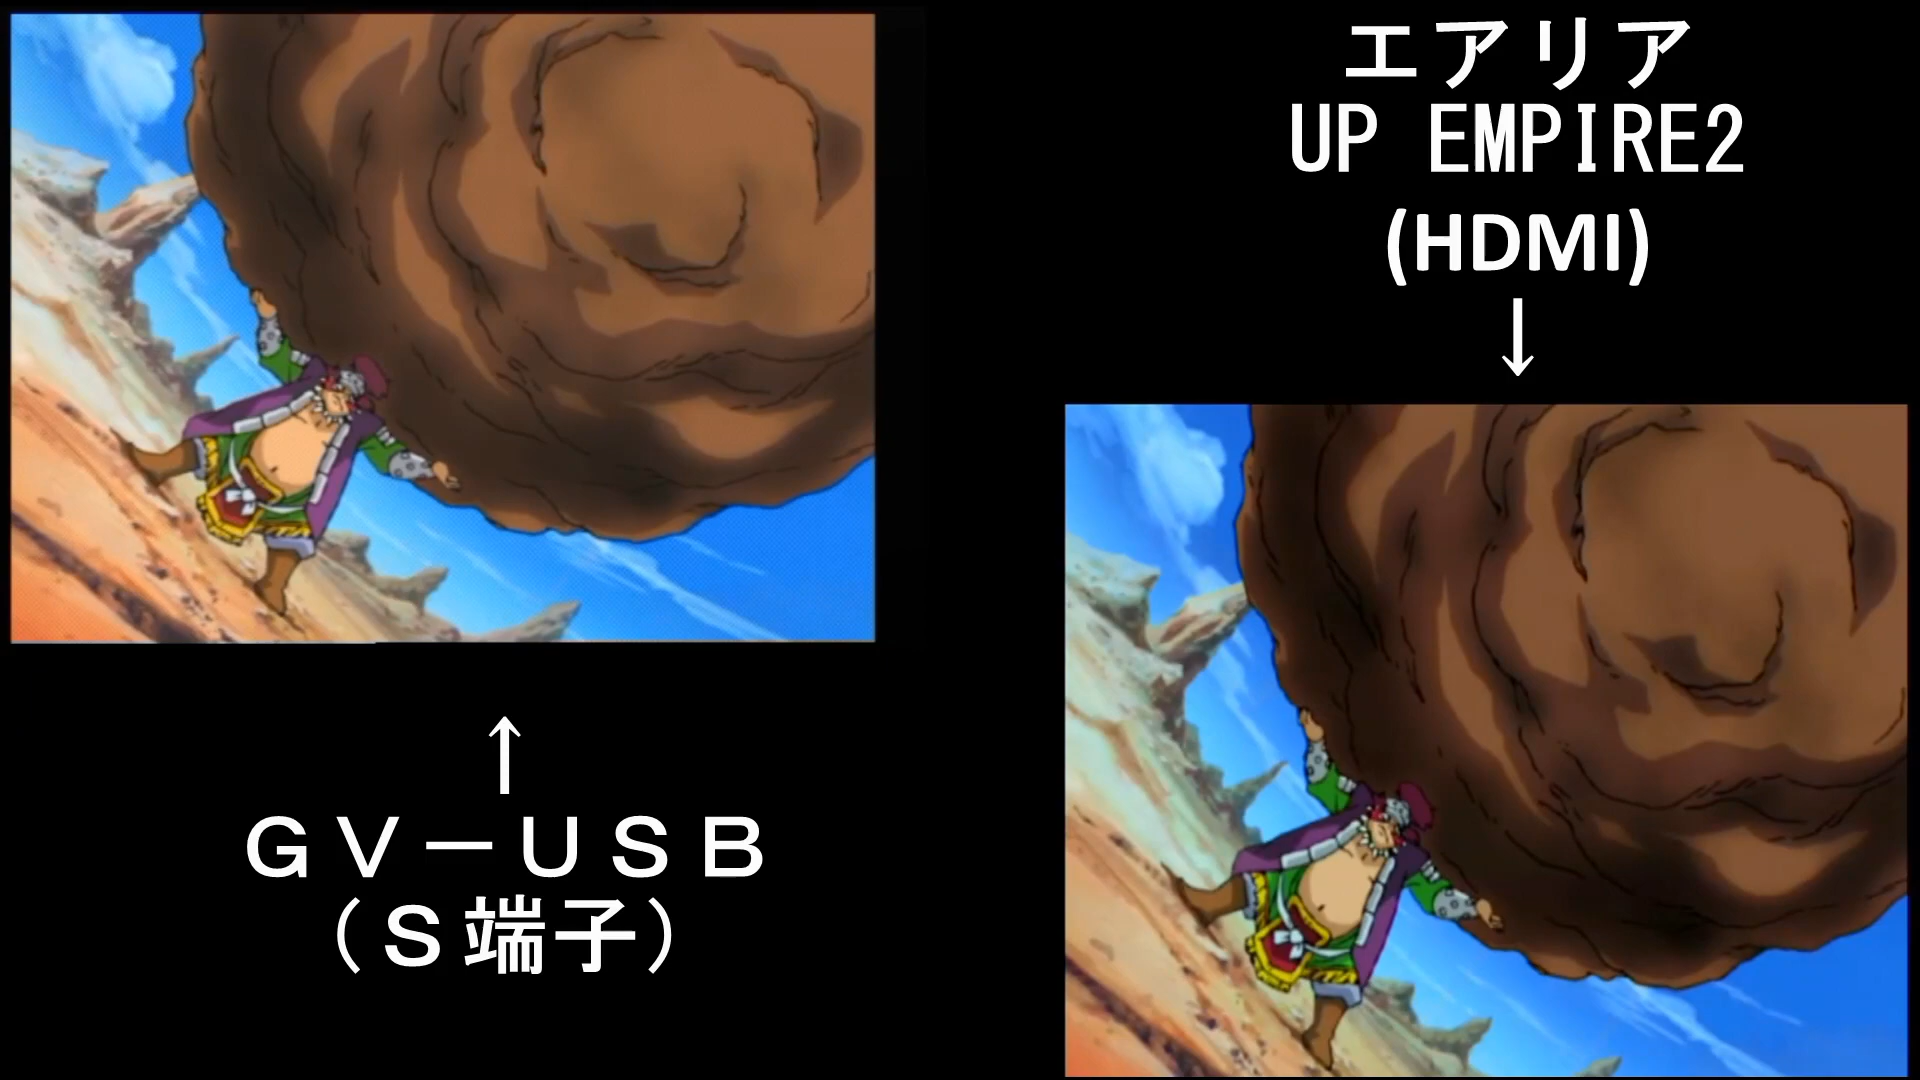 エアリア
UP EMPIRE2
(HDMI)
↓
↑
ＧＶ－ＵＳＢ
（Ｓ端子）